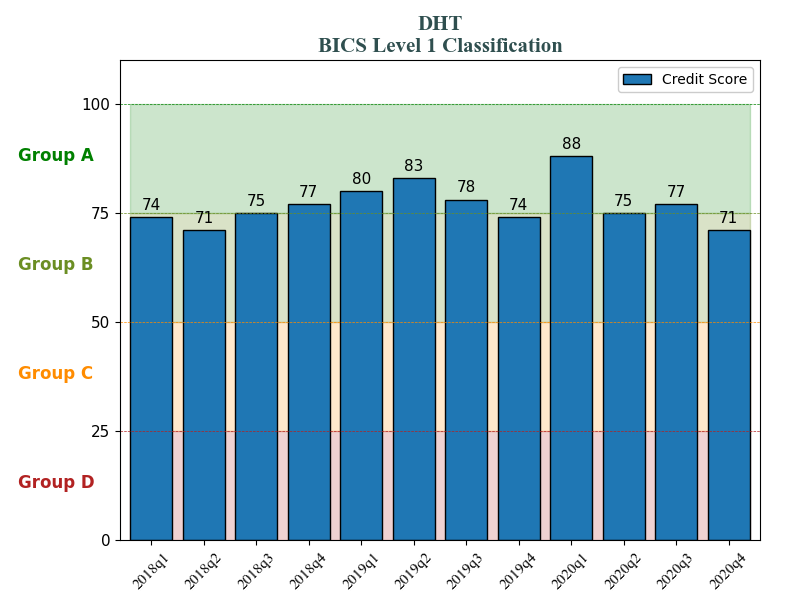 DHT
BICS Level 1 Classification
Credit Score
100
Group A
88
83
80
78
77
77
75
75
74
74
71
71
75
Group B
50
Group C
25
Group D
0
2018q1
2018q2
2018q3
2018q4
2019q1
2019q2
2019q3
2019q4
2020q1
2020q2
2020q3
2020q4